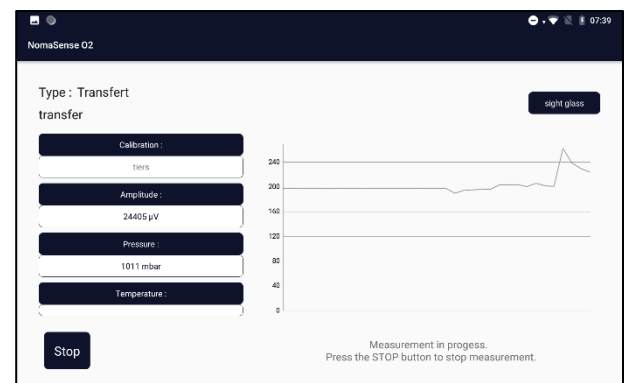 07:39
NomaSense O2
Type : Transfert
transfer
sight glass
Calibration :
tiers
Amplitude :
24405 µV
Pressure :
1011 mbar
Temperature :
240
200
160
120
80
40
0
Stop
Measurement in progess.
Press the STOP button to stop measurement.